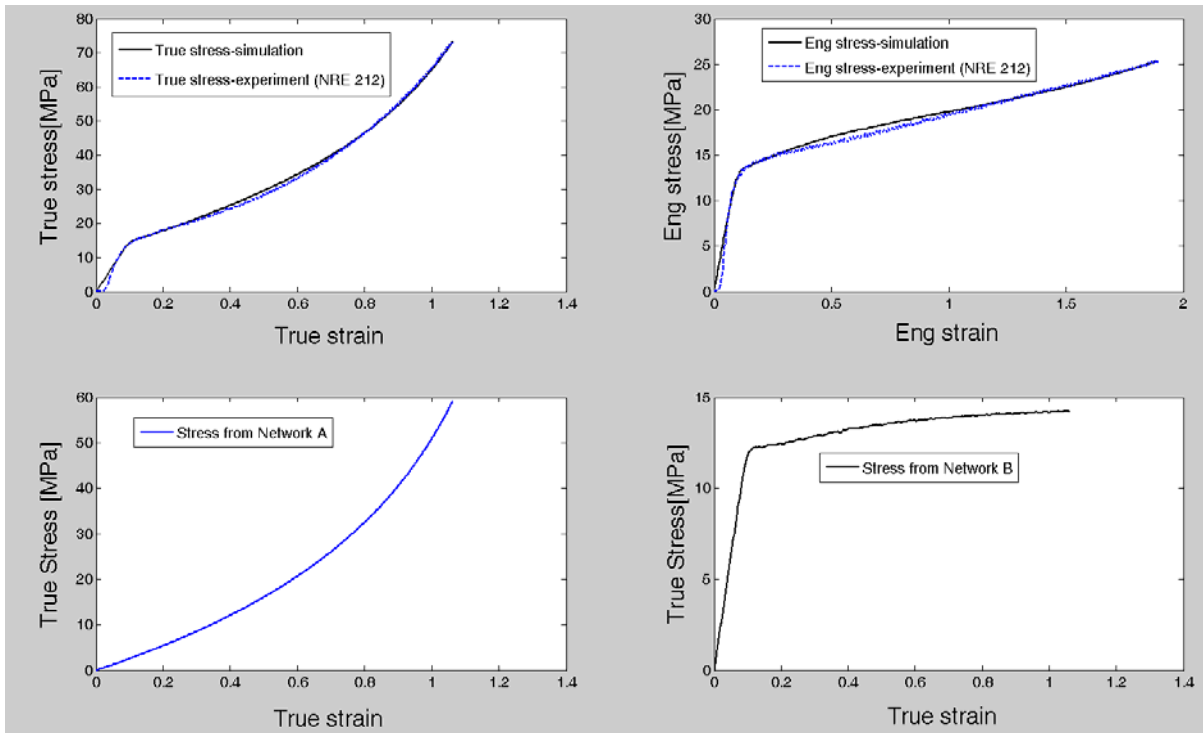 80
70
60
50
40
30
20
10
0
True stress[MPa]
True stress-simulation
True stress-experiment (NRE 212)
0 0.2 0.4 0.6 0.8 1 1.2 1.4
True strain
30
25
20
15
10
5
0
Eng stress[MPa]
Eng stress-simulation
Eng stress-experiment (NRE 212)
0 0.5 1 1.5 2
Eng strain
60
50
40
30
20
10
0
True Stress [MPa]
Stress from Network A
0 0.2 0.4 0.6 0.8 1 1.2 1.4
True strain
15
10
5
0
True Stress[MPa]
Stress from Network B
0 0.2 0.4 0.6 0.8 1 1.2 1.4
True strain